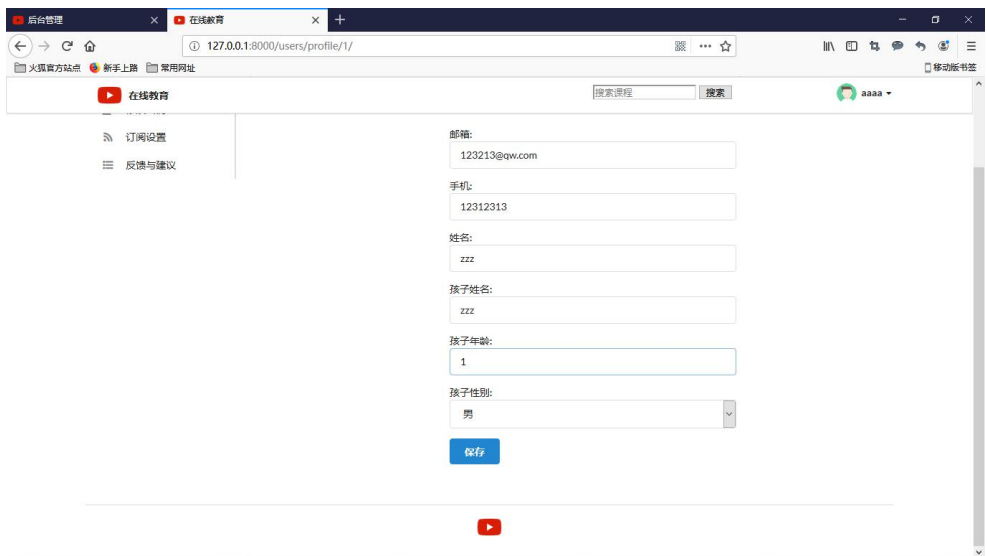 后台管理
在线教育
127.0.0.1:8000/users/profile/1/
火狐官方站点 新手上路 常用网址 移动版书签
在线教育 搜索课程 搜索 aaaa
订阅设置
反馈与建议
邮箱:
123213@qw.com
手机:
12312313
姓名:
zzz
孩子姓名:
zzz
孩子年龄:
1
孩子性别:
男
保存